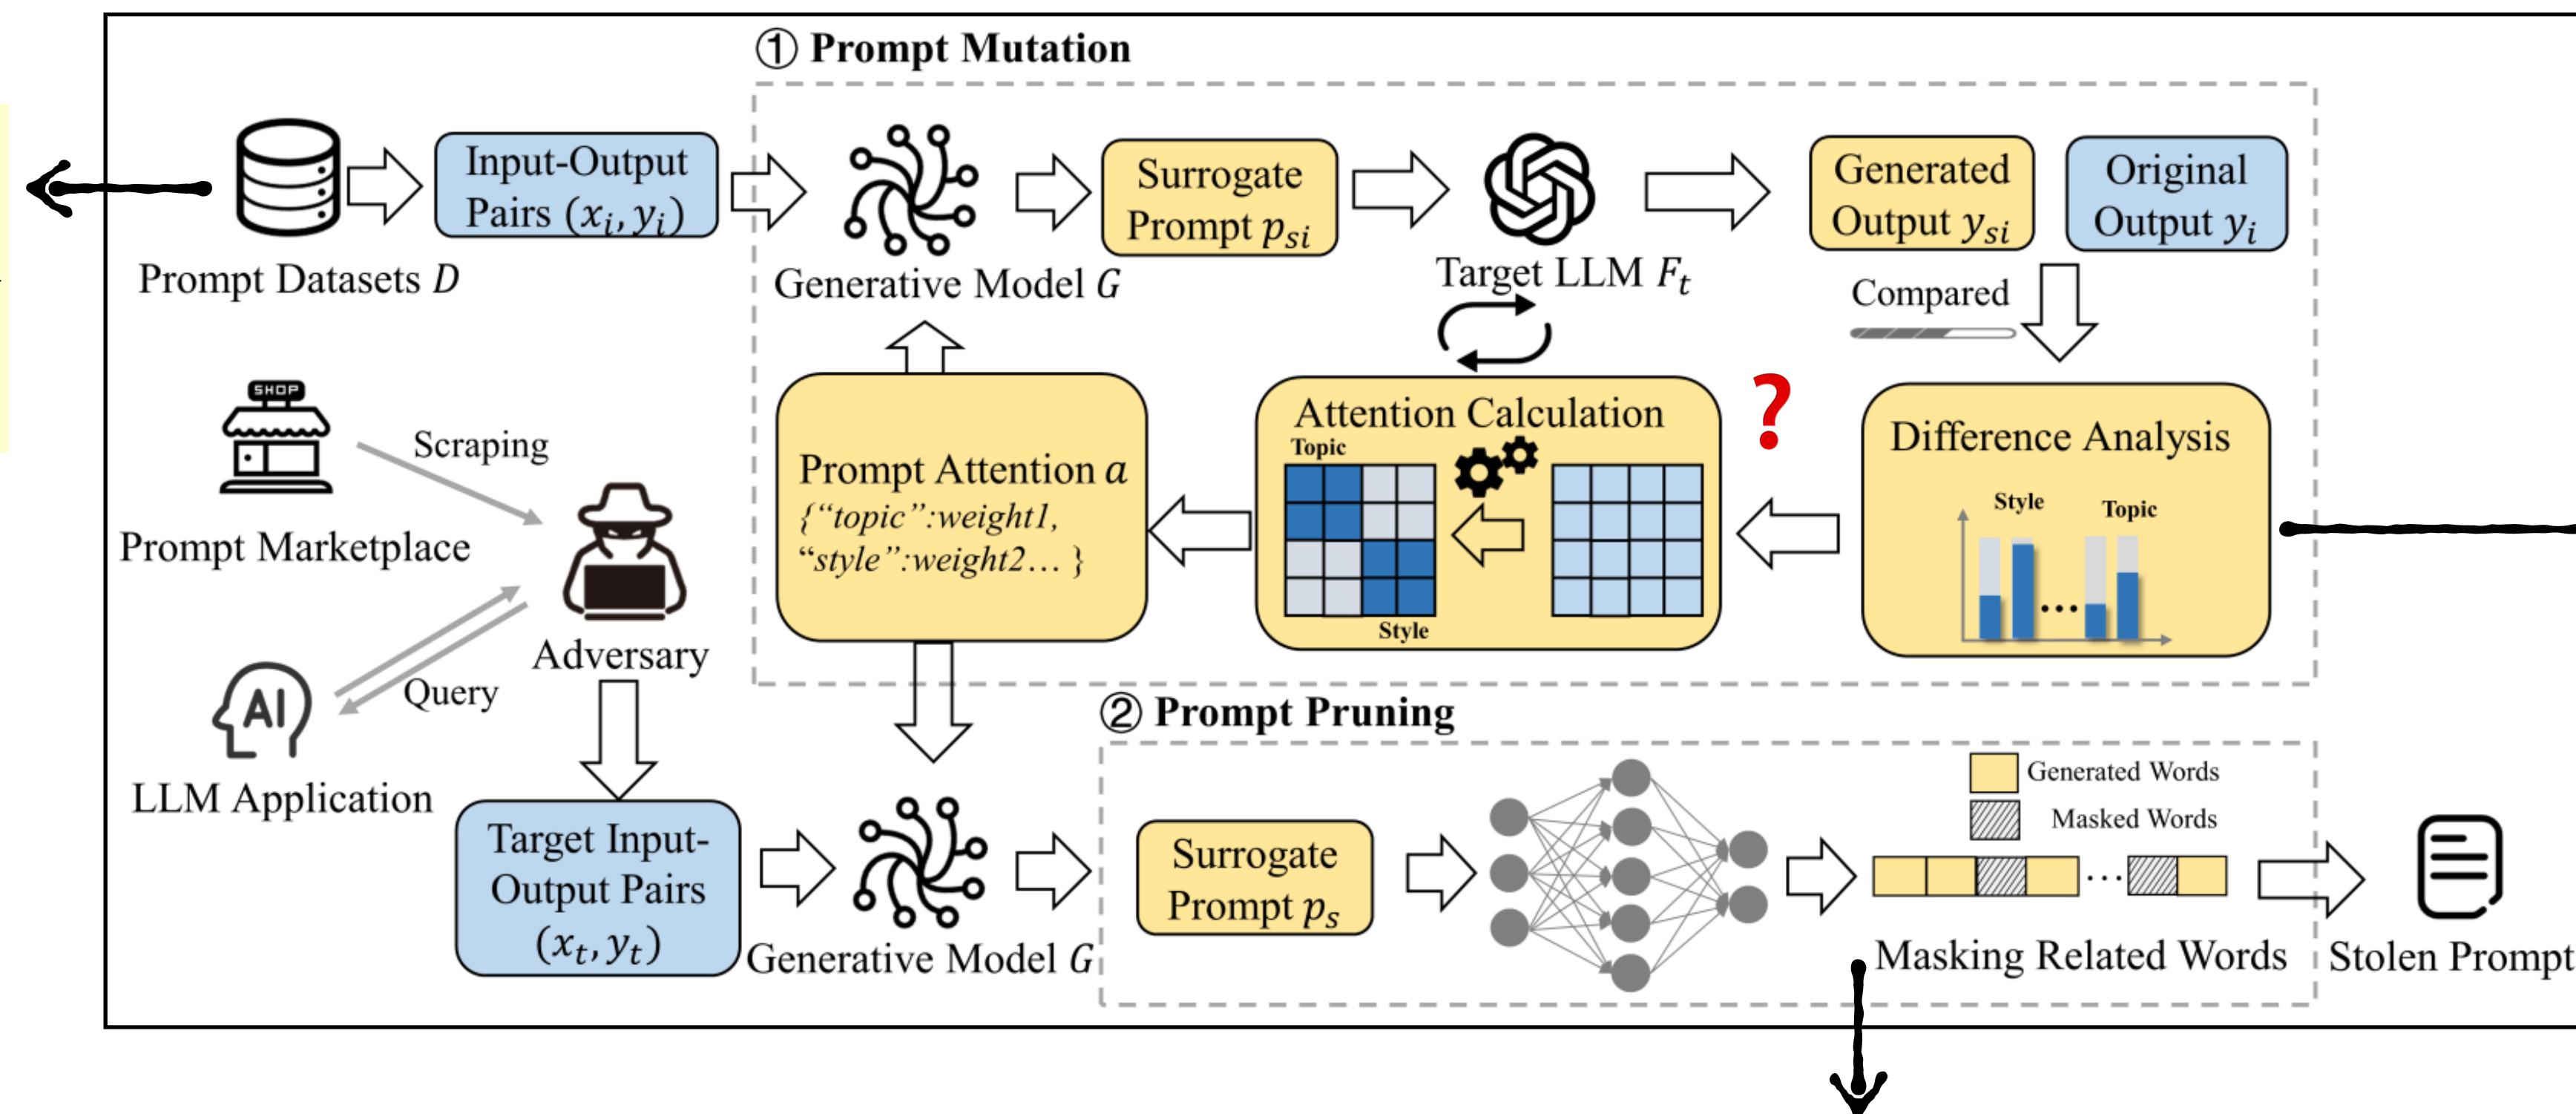 ① Prompt Mutation
Input-Output
Pairs (xᵢ, yᵢ)
Prompt Datasets D
Generative Model G
Surrogate
Prompt pₛᵢ
Target LLM Fₜ
Generated
Output yₛᵢ
Original
Output yᵢ
Compared
Difference Analysis
Style
Topic
...
?
Attention Calculation
Topic
Style
Prompt Attention a
{“topic”:weight1,
“style”:weight2... }
SHOP
Prompt Marketplace
Scraping
Adversary
Query
AI
LLM Application
Target Input-
Output Pairs
(xₜ, yₜ)
Generative Model G
② Prompt Pruning
Surrogate
Prompt pₛ
Generated Words
Masked Words
...
Masking Related Words
Stolen Prompt